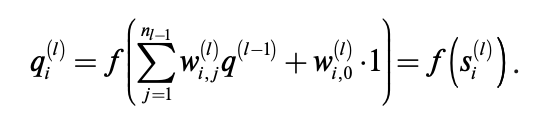 $q_i^{(l)} = f\left(\sum_{j=1}^{n_{l-1}} w_{i,j}^{(l)} q^{(l-1)} + w_{i,0}^{(l)} \cdot 1\right) = f\left(s_i^{(l)}\right).$